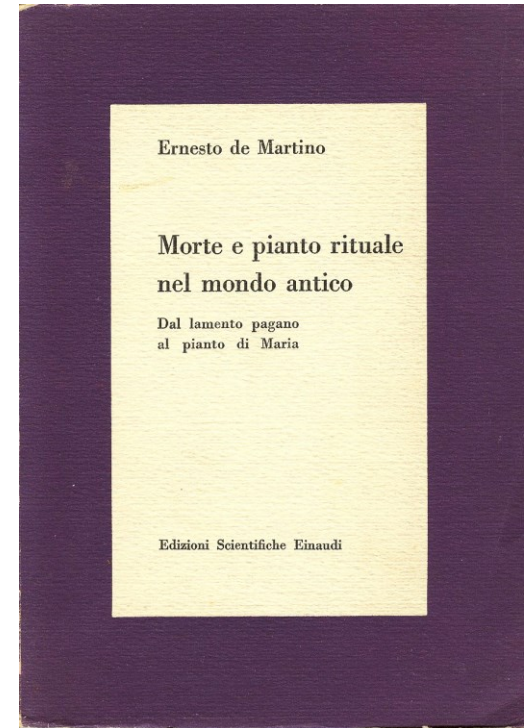 Ernesto de Martino
Morte e pianto rituale
nel mondo antico
Dal lamento pagano
al pianto di Maria
Edizioni Scientifiche Einaudi